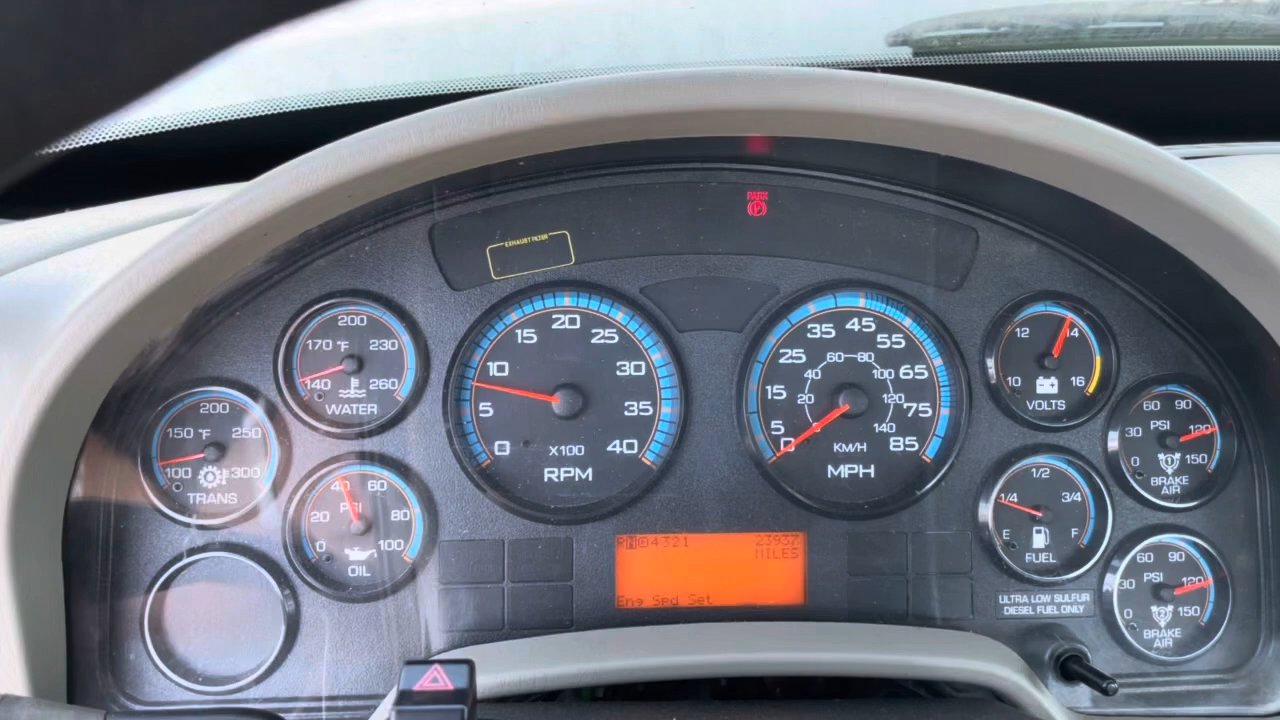 PARK
P
EXHAUST FILTER
200
170 °F 230
140 260
WATER
200
150 °F 250
100 300
TRANS
40 60
PSI
20 80
0 100
OIL
20
15 25
10 30
5 35
0 40
X100
RPM
45
35 55
25 65
15 75
5 85
0
60 80
40 100
20 120
140
KM/H
MPH
12 14
10 16
VOLTS
60 90
PSI
30 120
0 150
1
BRAKE
AIR
1/2
1/4 3/4
E F
FUEL
60 90
PSI
30 120
0 150
2
BRAKE
AIR
RND4321 23937
MILES
Eng Spd Set
ULTRA LOW SULFUR
DIESEL FUEL ONLY